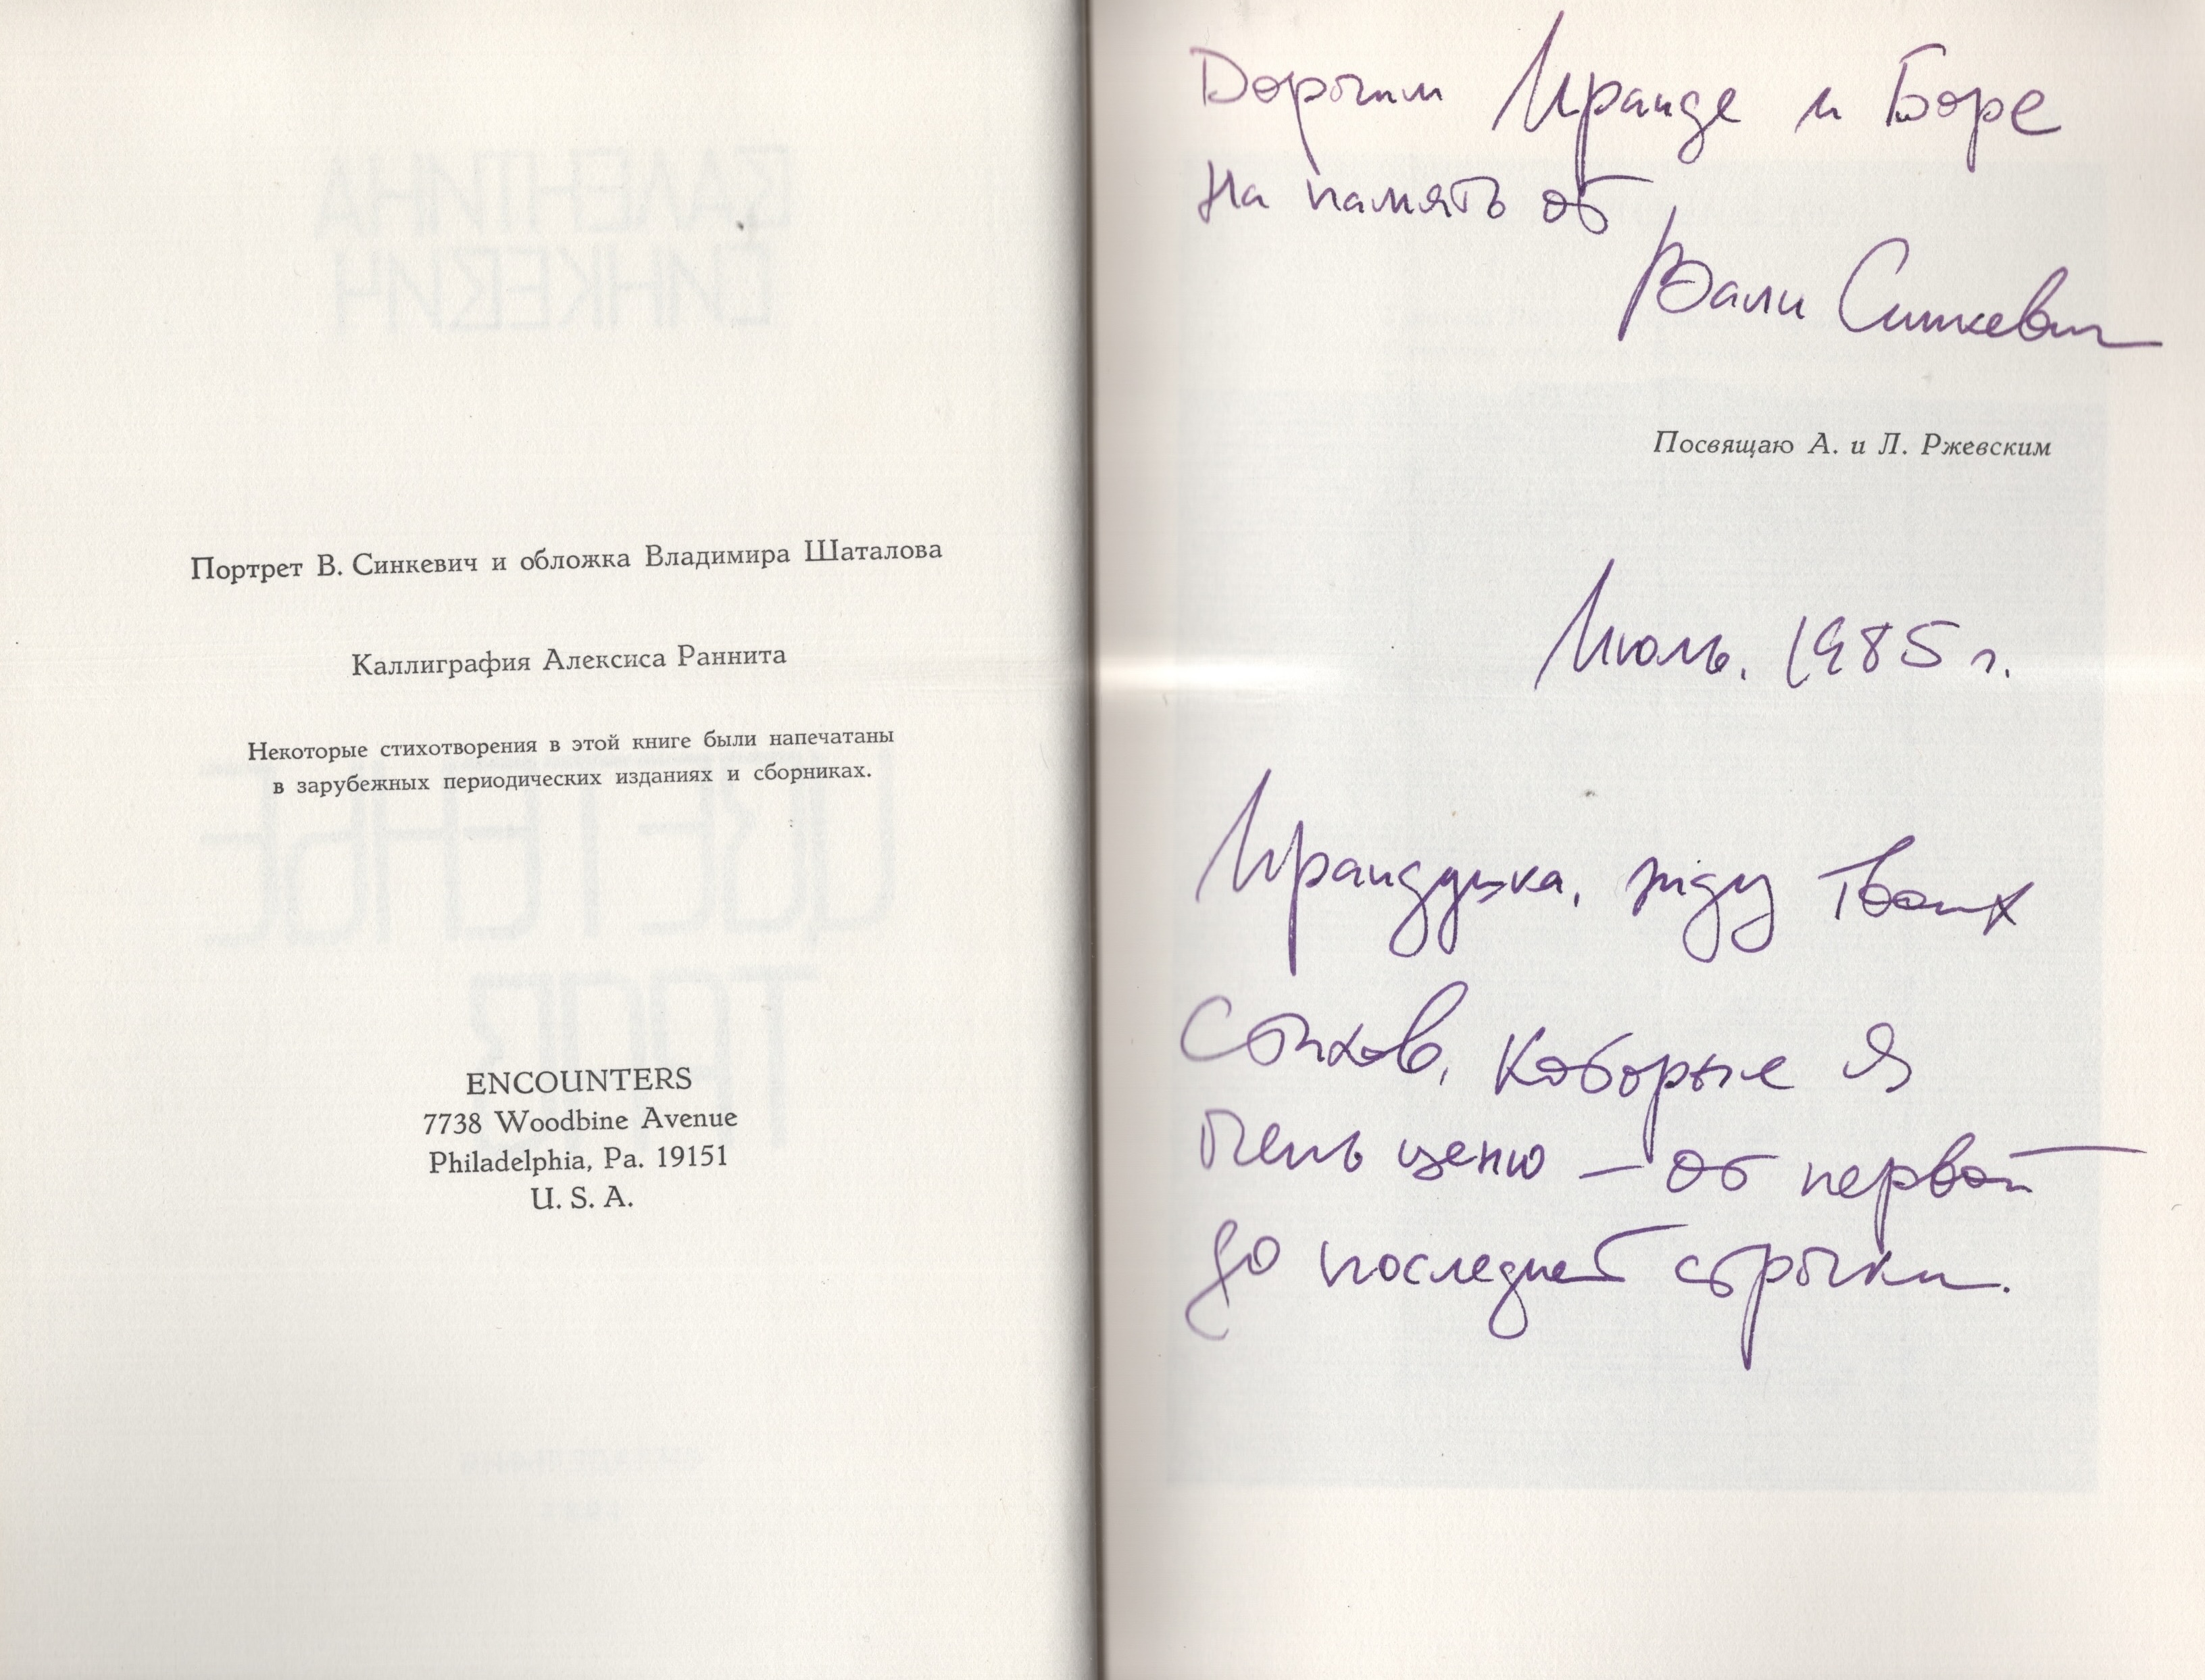 Портрет В. Синкевич и обложка Владимира Шаталова
Каллиграфия Алексиса Раннита
Некоторые стихотворения в этой книге были напечатаны
в зарубежных периодических изданиях и сборниках.
ENCOUNTERS
7738 Woodbine Avenue
Philadelphia, Pa. 19151
U. S. A.
Дорогим Ираиде и Боре
На память от
Вали Синкевич
Посвящаю А. и Л. Ржевским
Июль. 1985 г.
Ираидушка, жду Твоих
Стихов, которые я
очень ценю – от первой
до последней строчки.